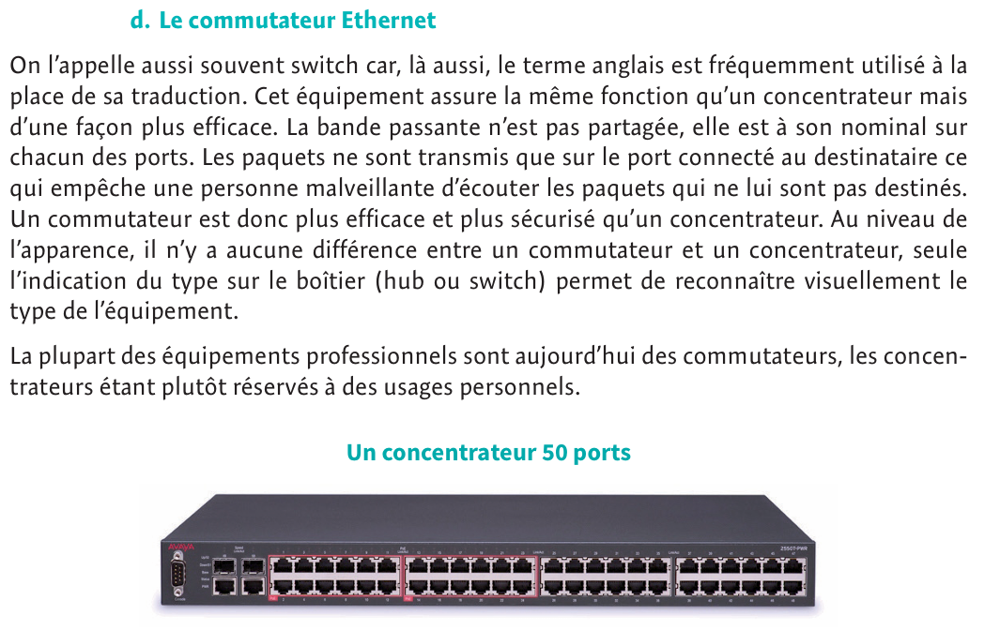 d. Le commutateur Ethernet
On l’appelle aussi souvent switch car, là aussi, le terme anglais est fréquemment utilisé à la
place de sa traduction. Cet équipement assure la même fonction qu’un concentrateur mais
d’une façon plus efficace. La bande passante n’est pas partagée, elle est à son nominal sur
chacun des ports. Les paquets ne sont transmis que sur le port connecté au destinataire ce
qui empêche une personne malveillante d’écouter les paquets qui ne lui sont pas destinés.
Un commutateur est donc plus efficace et plus sécurisé qu’un concentrateur. Au niveau de
l’apparence, il n’y a aucune différence entre un commutateur et un concentrateur, seule
l’indication du type sur le boîtier (hub ou switch) permet de reconnaître visuellement le
type de l’équipement.
La plupart des équipements professionnels sont aujourd’hui des commutateurs, les concen-
trateurs étant plutôt réservés à des usages personnels.
Un concentrateur 50 ports
AVAYA
2550T-PWR
Console